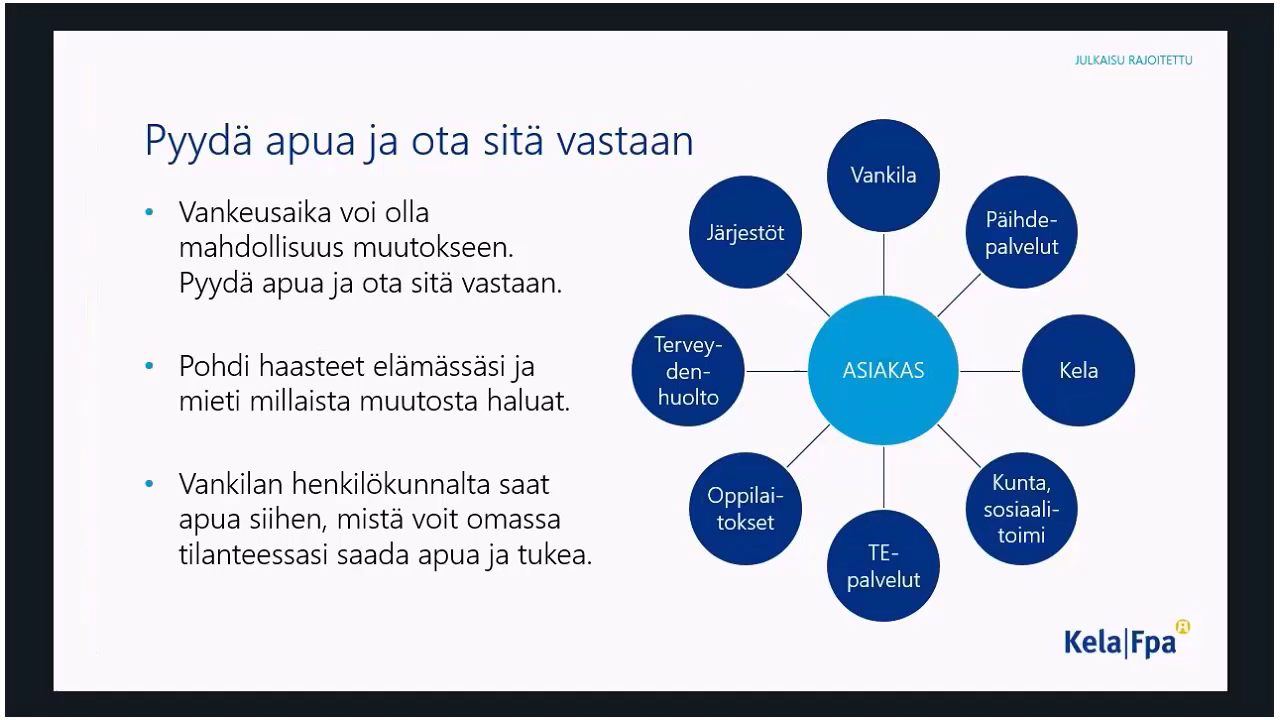 JULKAISU RAJOITETTU
Pyydä apua ja ota sitä vastaan
• Vankeusaika voi olla
mahdollisuus muutokseen.
Pyydä apua ja ota sitä vastaan.
• Pohdi haasteet elämässäsi ja
mieti millaista muutosta haluat.
• Vankilan henkilökunnalta saat
apua siihen, mistä voit omassa
tilanteessasi saada apua ja tukea.
Vankila
Päihde-
palvelut
Kela
Kunta,
sosiaali-
toimi
TE-
palvelut
Oppilai-
tokset
Tervey-
den-
huolto
Järjestöt
ASIAKAS
Kela|Fpa